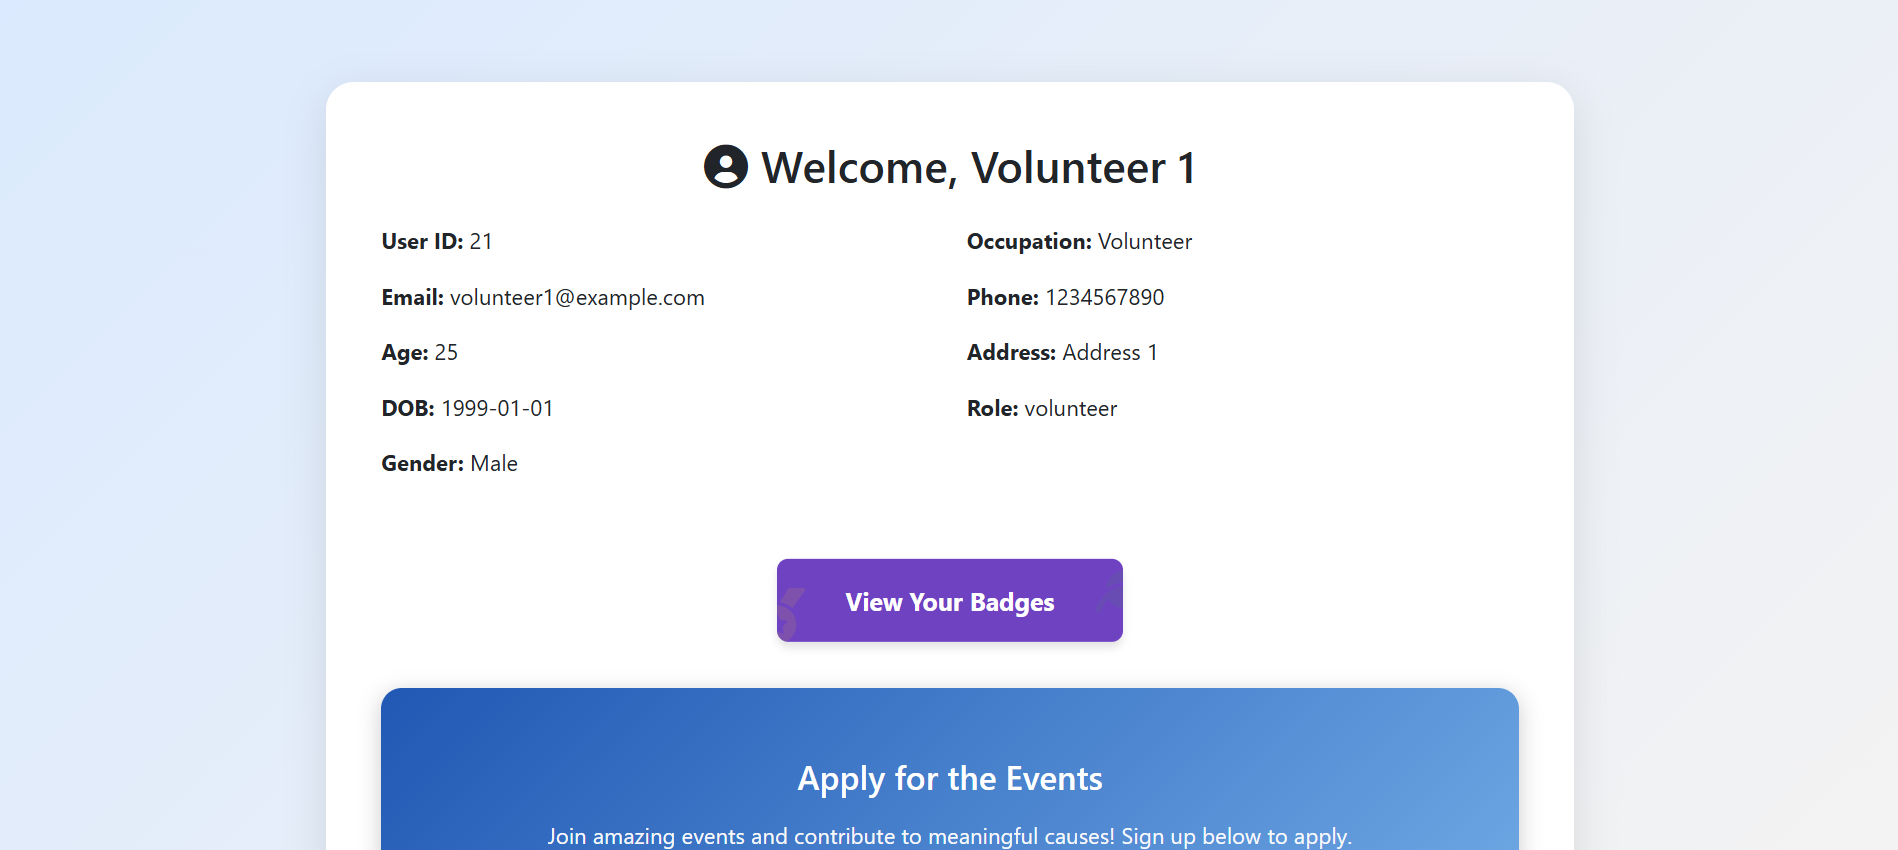 Welcome, Volunteer 1
User ID: 21
Email: volunteer1@example.com
Age: 25
DOB: 1999-01-01
Gender: Male
Occupation: Volunteer
Phone: 1234567890
Address: Address 1
Role: volunteer
View Your Badges
Apply for the Events
Join amazing events and contribute to meaningful causes! Sign up below to apply.